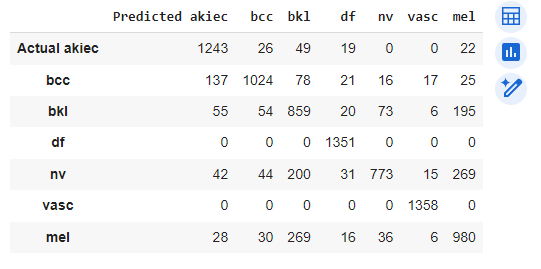 Predicted akiec bcc bkl df nv vasc mel
Actual akiec 1243 26 49 19 0 0 22
bcc 137 1024 78 21 16 17 25
bkl 55 54 859 20 73 6 195
df 0 0 0 1351 0 0 0
nv 42 44 200 31 773 15 269
vasc 0 0 0 0 0 1358 0
mel 28 30 269 16 36 6 980